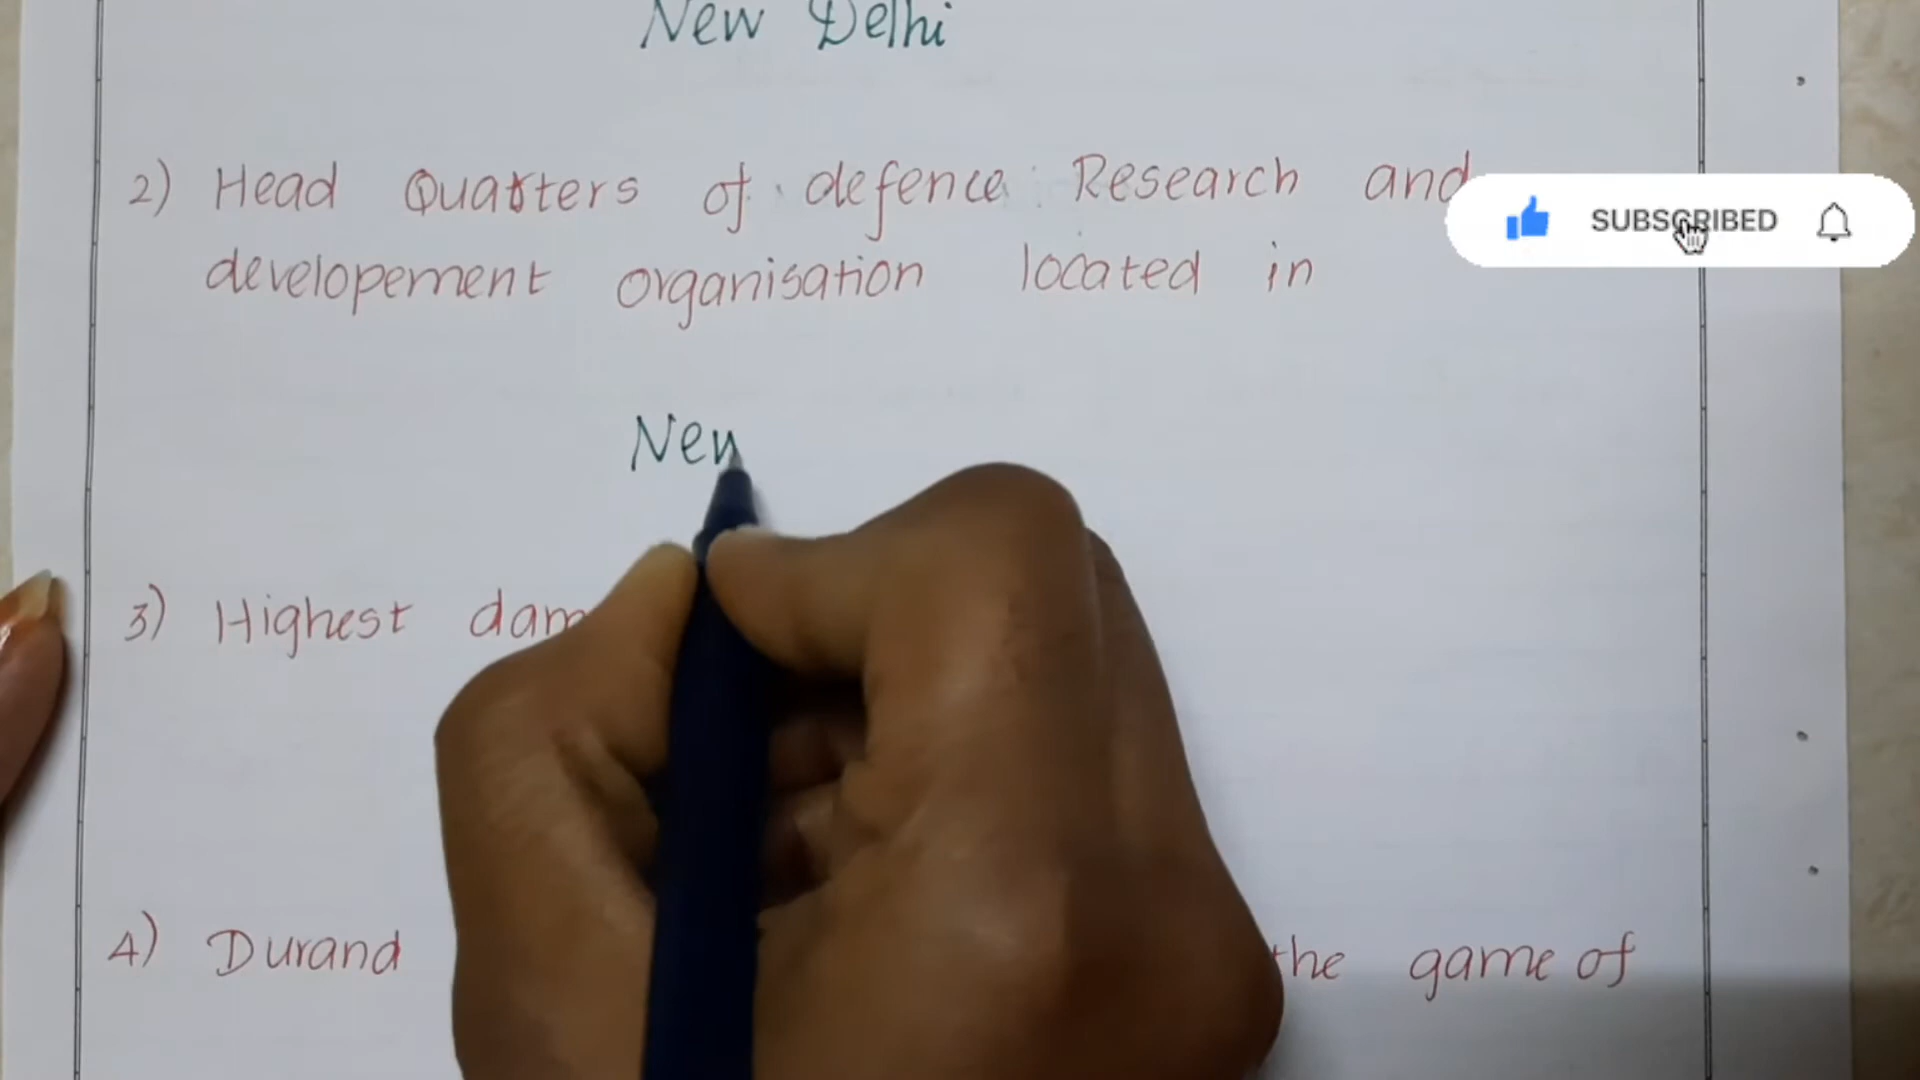 New Delhi
2) Head Quarters of defence Research and
SUBSCRIBED
developement organisation located in
New
3) Highest dam
4) Durand the game of